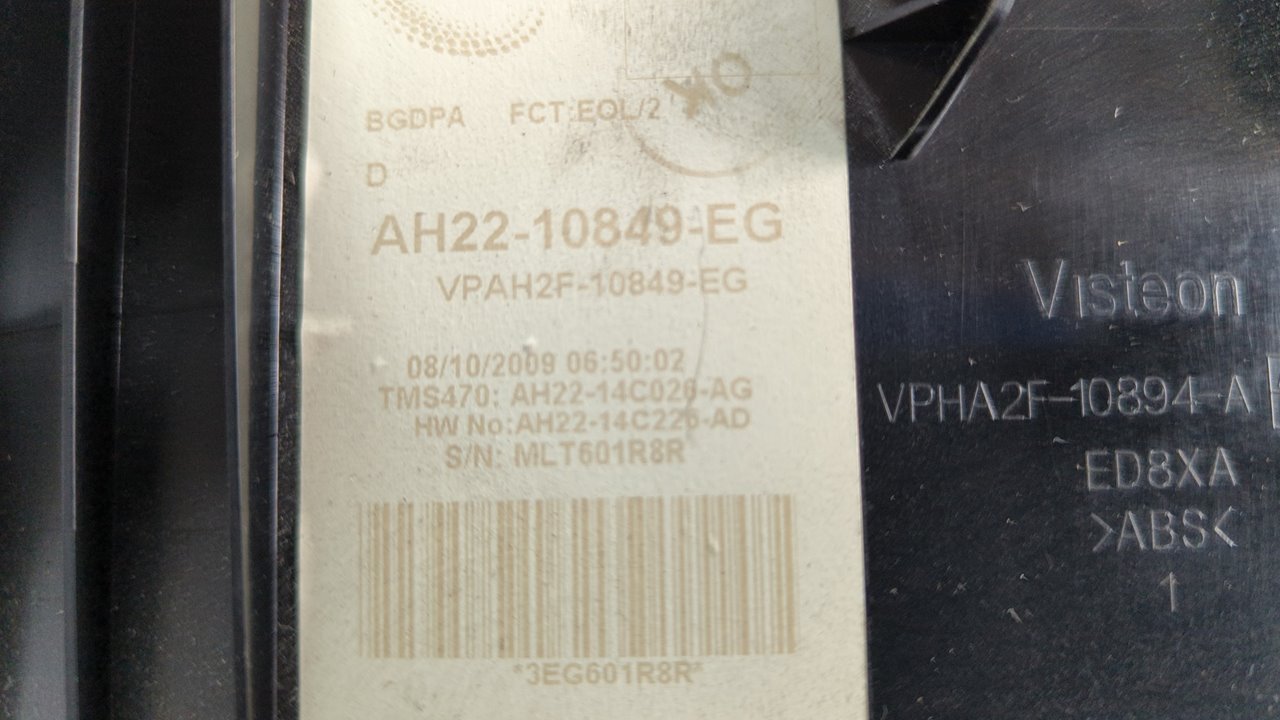 OK
BGDPA FCT:EOL/2
D
AH22-10849-EG
VPAH2F-10849-EG
08/10/2009 06:50:02
TMS470: AH22-14C026-AG
HW No:AH22-14C226-AD
S/N: MLT601R8R
*3EG601R8R*
Visteon
VPHA2F-10894-A
ED8XA
>ABS<